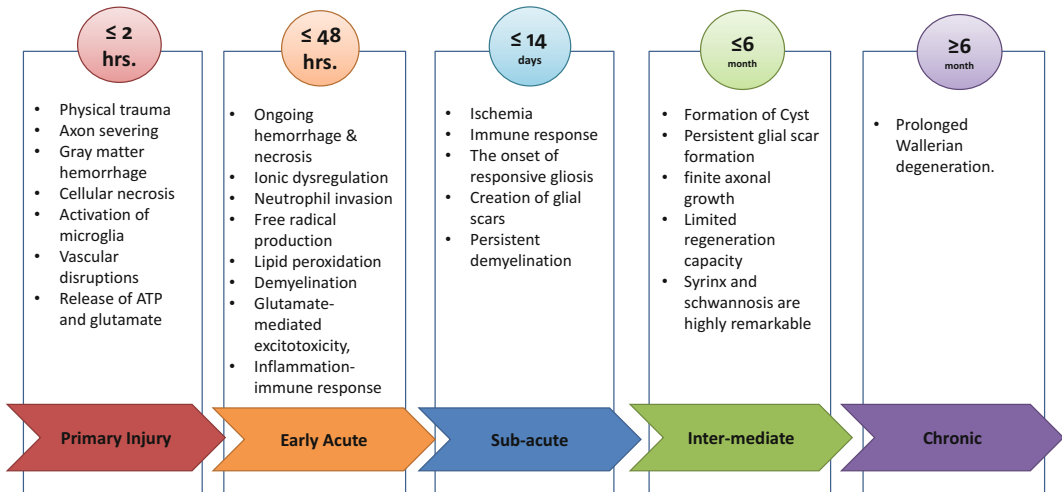 ≤ 2
hrs.
• Physical trauma
• Axon severing
• Gray matter
hemorrhage
• Cellular necrosis
• Activation of
microglia
• Vascular
disruptions
• Release of ATP
and glutamate
Primary Injury
≤ 48
hrs.
• Ongoing
hemorrhage &
necrosis
• Ionic dysregulation
• Neutrophil invasion
• Free radical
production
• Lipid peroxidation
• Demyelination
• Glutamate-
mediated
excitotoxicity,
• Inflammation-
immune response
Early Acute
≤ 14
days
• Ischemia
• Immune response
• The onset of
responsive gliosis
• Creation of glial
scars
• Persistent
demyelination
Sub-acute
≤6
month
• Formation of Cyst
• Persistent glial scar
formation
• finite axonal
growth
• Limited
regeneration
capacity
• Syrinx and
schwannosis are
highly remarkable
Inter-mediate
≥6
month
• Prolonged
Wallerian
degeneration.
Chronic